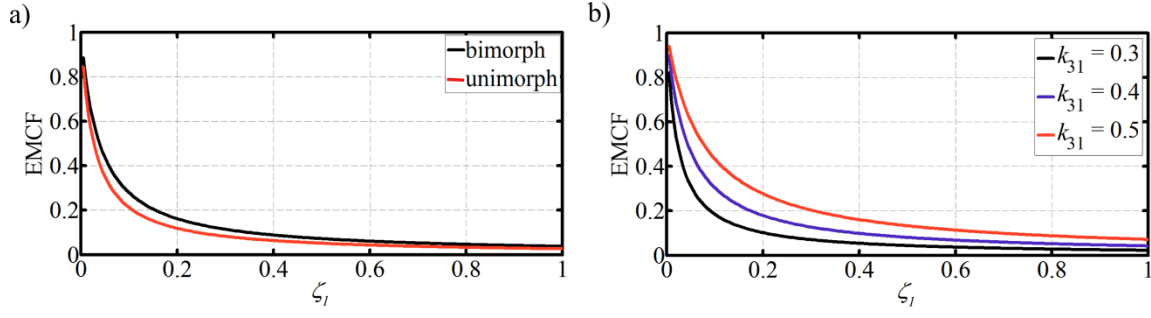 a)
EMCF
1
0.8
0.6
0.4
0.2
0
0 0.2 0.4 0.6 0.8 1
ζ₁
bimorph
unimorph
b)
EMCF
1
0.8
0.6
0.4
0.2
0
0 0.2 0.4 0.6 0.8 1
ζ₁
k₃₁ = 0.3
k₃₁ = 0.4
k₃₁ = 0.5